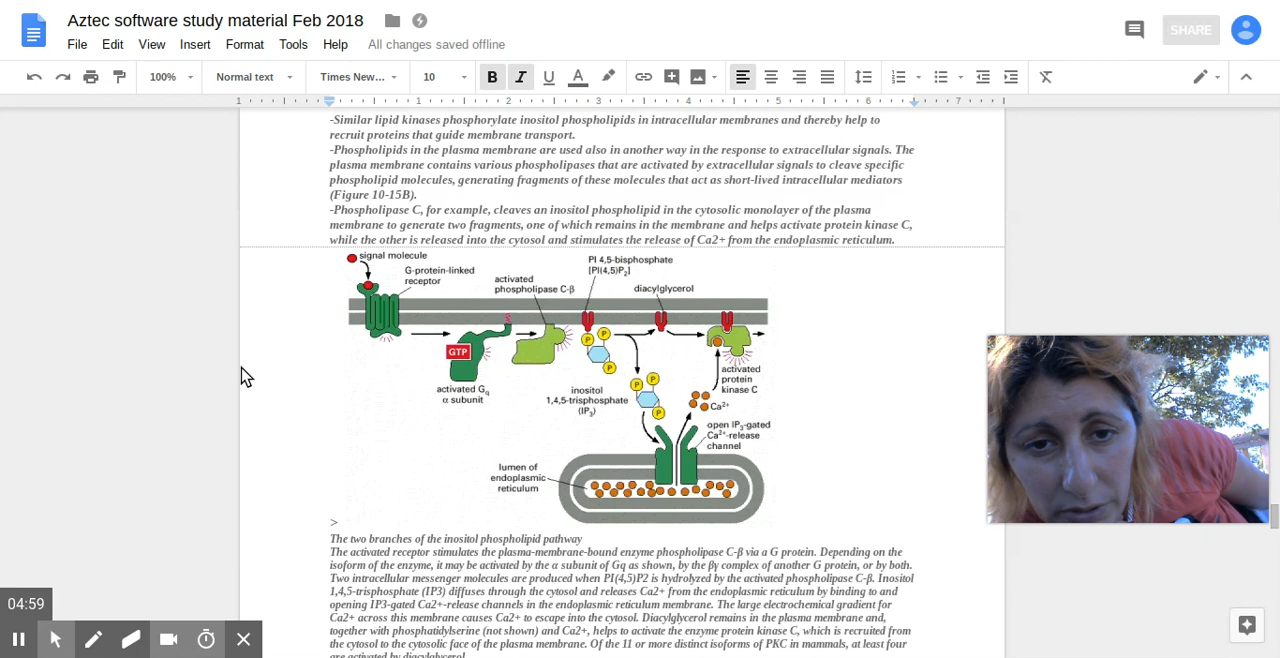 Aztec software study material Feb 2018
File Edit View Insert Format Tools Help All changes saved offline
SHARE
100% Normal text Times New... 10 B I U A
1 1 2 3 4 5 6 7
-Similar lipid kinases phosphorylate inositol phospholipids in intracellular membranes and thereby help to
recruit proteins that guide membrane transport.
-Phospholipids in the plasma membrane are used also in another way in the response to extracellular signals. The
plasma membrane contains various phospholipases that are activated by extracellular signals to cleave specific
phospholipid molecules, generating fragments of these molecules that act as short-lived intracellular mediators
(Figure 10-15B).
-Phospholipase C, for example, cleaves an inositol phospholipid in the cytosolic monolayer of the plasma
membrane to generate two fragments, one of which remains in the membrane and helps activate protein kinase C,
while the other is released into the cytosol and stimulates the release of Ca2+ from the endoplasmic reticulum.
signal molecule
G-protein-linked
receptor
activated
phospholipase C-β
PI 4,5-bisphosphate
[PI(4,5)P₂]
diacylglycerol
GTP
P P
P
activated Gq
α subunit
inositol
1,4,5-trisphosphate
(IP₃)
P P
P
Ca²⁺
activated
protein
kinase C
open IP₃-gated
Ca²⁺-release
channel
lumen of
endoplasmic
reticulum
>
The two branches of the inositol phospholipid pathway
The activated receptor stimulates the plasma-membrane-bound enzyme phospholipase C-β via a G protein. Depending on the
isoform of the enzyme, it may be activated by the α subunit of Gq as shown, by the βγ complex of another G protein, or by both.
Two intracellular messenger molecules are produced when PI(4,5)P2 is hydrolyzed by the activated phospholipase C-β. Inositol
1,4,5-trisphosphate (IP3) diffuses through the cytosol and releases Ca2+ from the endoplasmic reticulum by binding to and
opening IP3-gated Ca2+-release channels in the endoplasmic reticulum membrane. The large electrochemical gradient for
Ca2+ across this membrane causes Ca2+ to escape into the cytosol. Diacylglycerol remains in the plasma membrane and,
together with phosphatidylserine (not shown) and Ca2+, helps to activate the enzyme protein kinase C, which is recruited from
the cytosol to the cytosolic face of the plasma membrane. Of the 11 or more distinct isoforms of PKC in mammals, at least four
are activated by diacylglycerol.
04:59